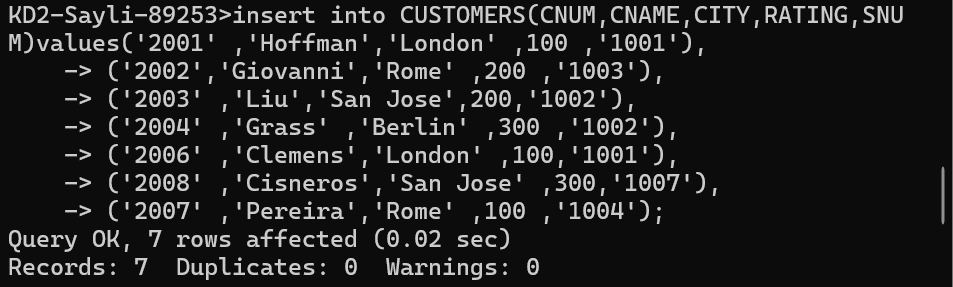 KD2-Sayli-89253>insert into CUSTOMERS(CNUM,CNAME,CITY,RATING,SNU
M)values('2001' ,'Hoffman','London' ,100 ,'1001'),
    -> ('2002','Giovanni','Rome' ,200 ,'1003'),
    -> ('2003' ,'Liu','San Jose',200,'1002'),
    -> ('2004' ,'Grass' ,'Berlin' ,300 ,'1002'),
    -> ('2006' ,'Clemens','London' ,100,'1001'),
    -> ('2008' ,'Cisneros','San Jose' ,300,'1007'),
    -> ('2007' ,'Pereira','Rome' ,100 ,'1004');
Query OK, 7 rows affected (0.02 sec)
Records: 7  Duplicates: 0  Warnings: 0